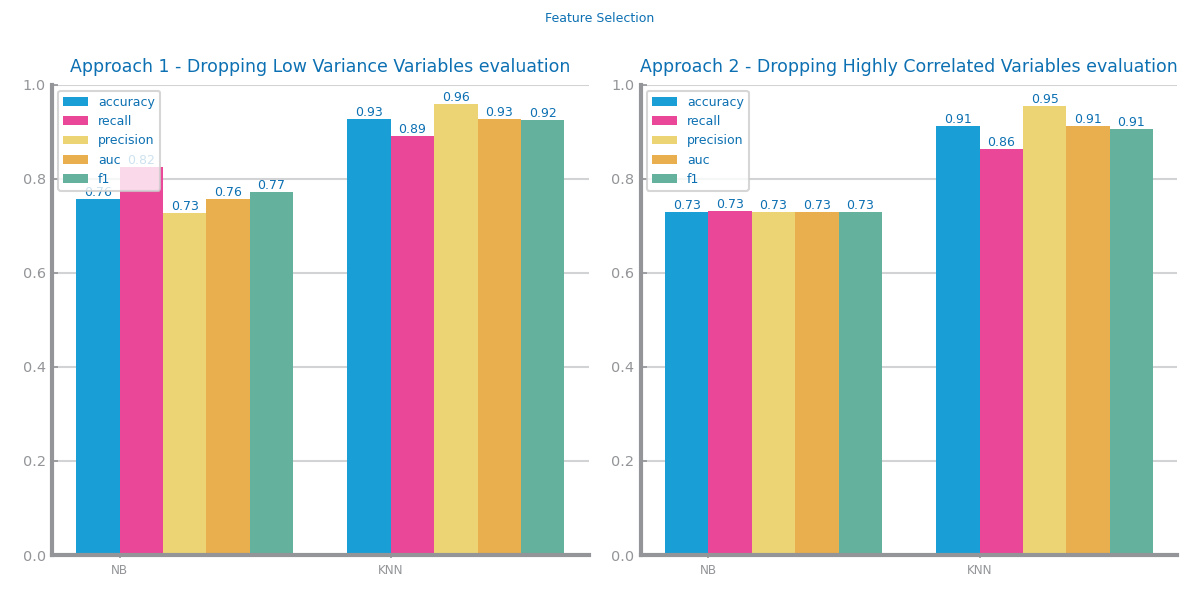 Feature Selection
Approach 1 - Dropping Low Variance Variables evaluation
1.0
0.8
0.6
0.4
0.2
0.0
accuracy
recall
precision
auc
f1
0.76
0.82
0.73
0.76
0.77
0.93
0.89
0.96
0.93
0.92
NB
KNN
Approach 2 - Dropping Highly Correlated Variables evaluation
1.0
0.8
0.6
0.4
0.2
0.0
accuracy
recall
precision
auc
f1
0.73
0.73
0.73
0.73
0.73
0.91
0.86
0.95
0.91
0.91
NB
KNN